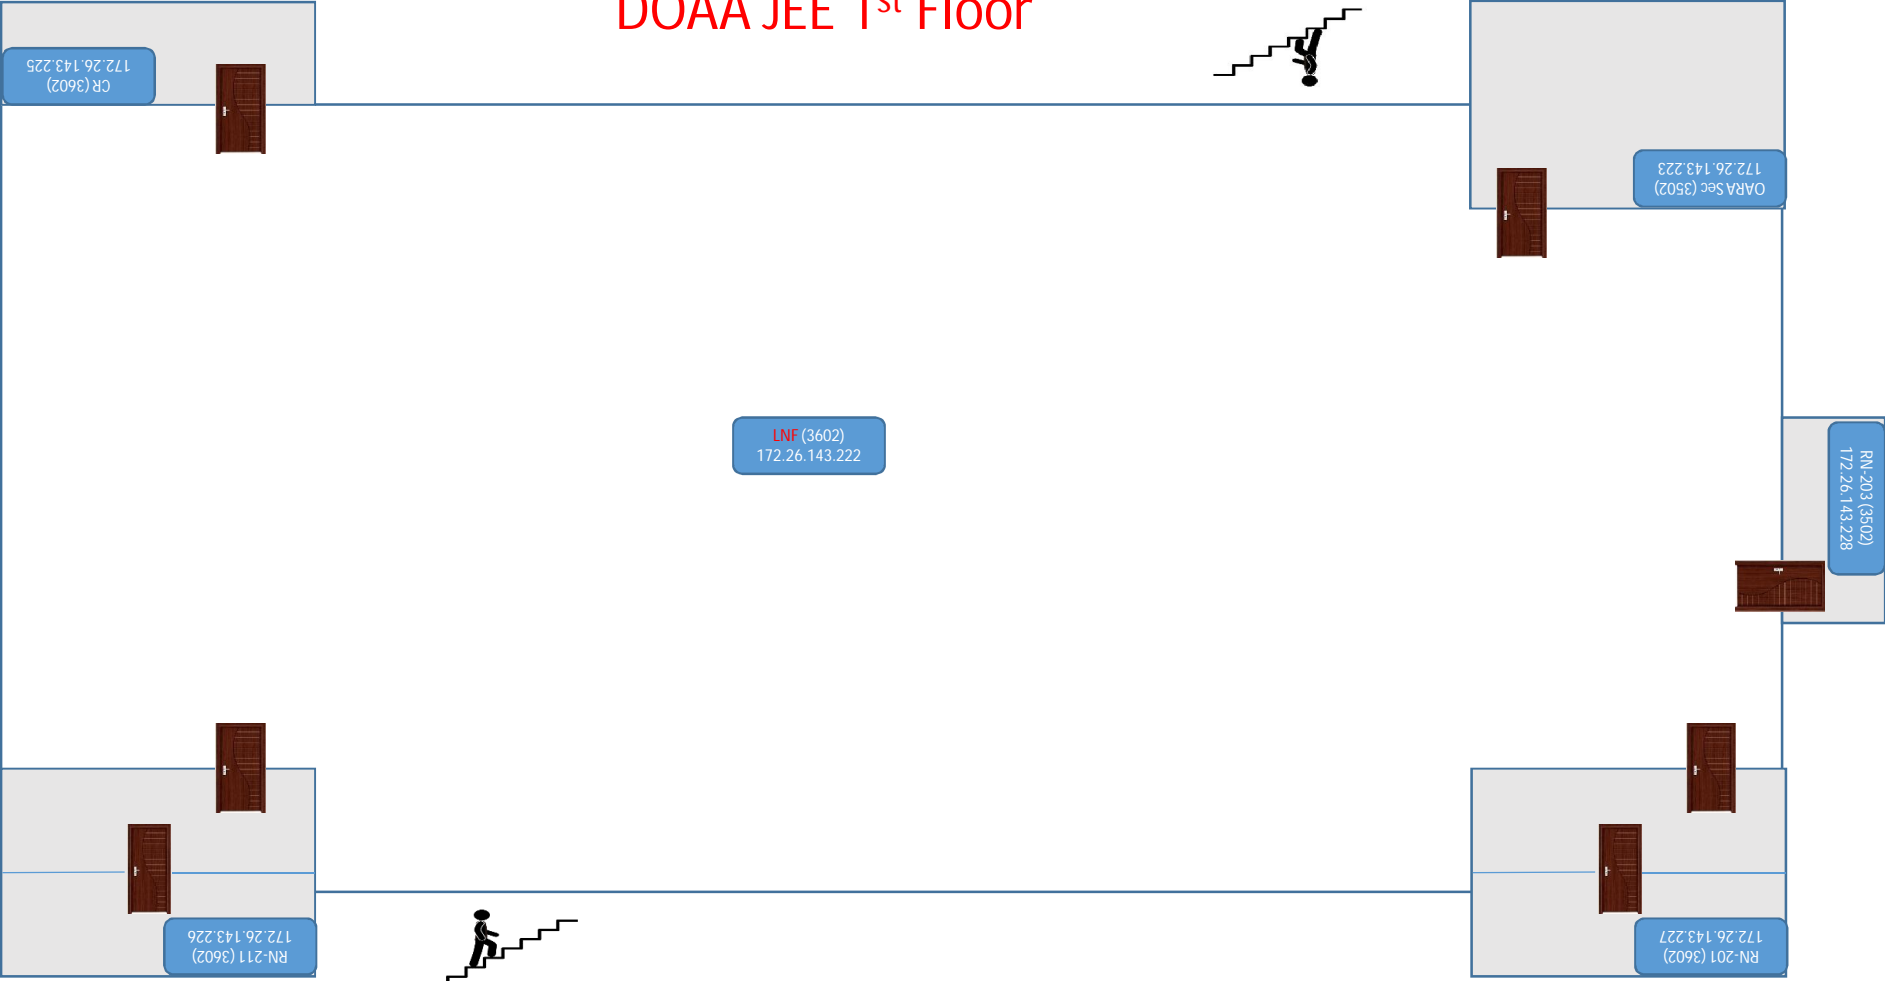 DOAA JEE 1st Floor
CR (3602)
172.26.143.225
OARA Sec (3502)
172.26.143.223
LNF (3602)
172.26.143.222
RN-203 (3502)
172.26.143.228
RN-211 (3602)
172.26.143.226
RN-201 (3602)
172.26.143.227